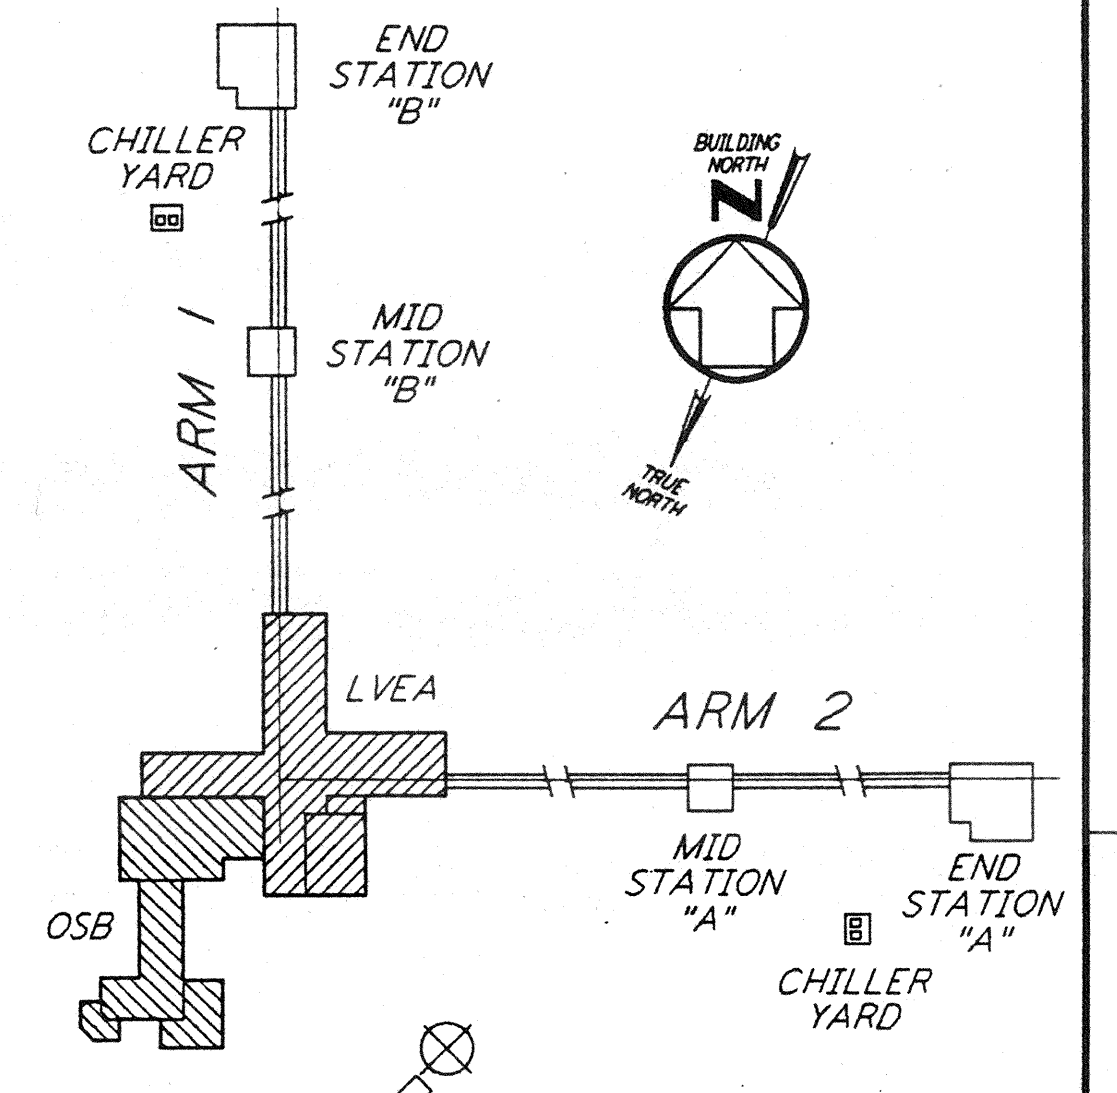 END
STATION
"B"
CHILLER
YARD
BUILDING
NORTH
N
ARM 1
MID
STATION
"B"
TRUE
NORTH
LVEA
ARM 2
MID
STATION
"A"
END
STATION
"A"
OSB
CHILLER
YARD